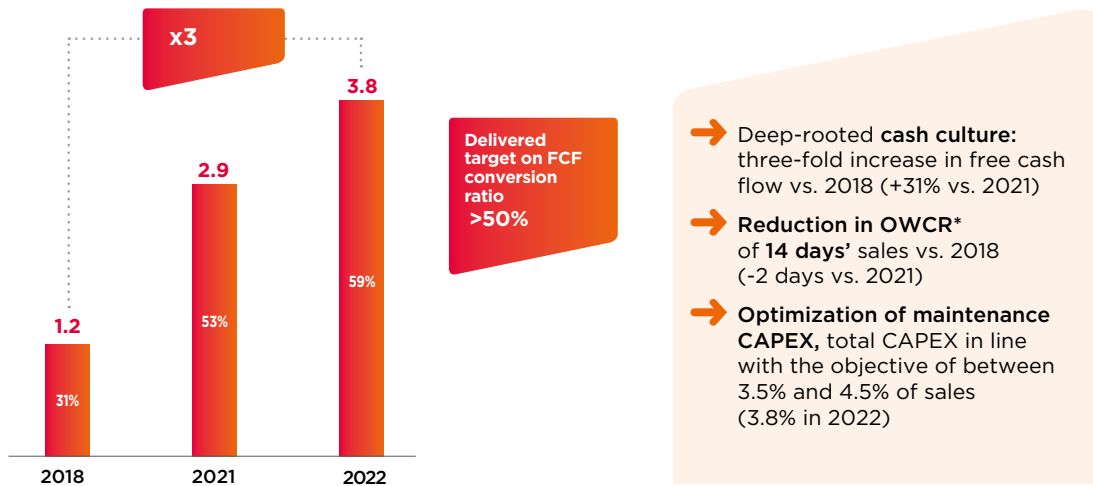 x3
3.8
2.9
1.2
59%
53%
31%
2018
2021
2022
Delivered
target on FCF
conversion
ratio
>50%
Deep-rooted cash culture:
three-fold increase in free cash
flow vs. 2018 (+31% vs. 2021)
Reduction in OWCR*
of 14 days’ sales vs. 2018
(-2 days vs. 2021)
Optimization of maintenance
CAPEX, total CAPEX in line
with the objective of between
3.5% and 4.5% of sales
(3.8% in 2022)